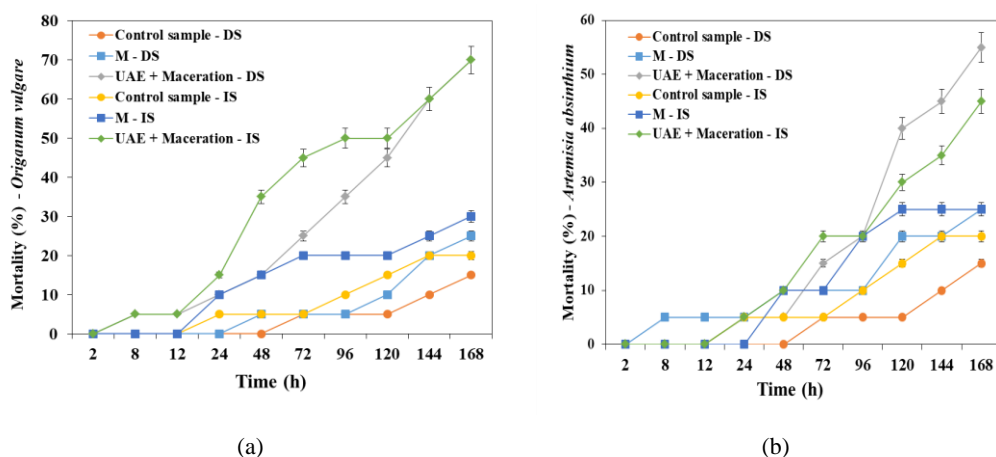 80
70
60
50
40
30
20
10
0
Mortality (%) - Origanum vulgare
Control sample - DS
M - DS
UAE + Maceration - DS
Control sample - IS
M - IS
UAE + Maceration - IS
2 8 12 24 48 72 96 120 144 168
Time (h)
(a)
60
50
40
30
20
10
0
Mortality (%) - Artemisia absinthium
Control sample - DS
M - DS
UAE + Maceration - DS
Control sample - IS
M - IS
UAE + Maceration - IS
2 8 12 24 48 72 96 120 144 168
Time (h)
(b)